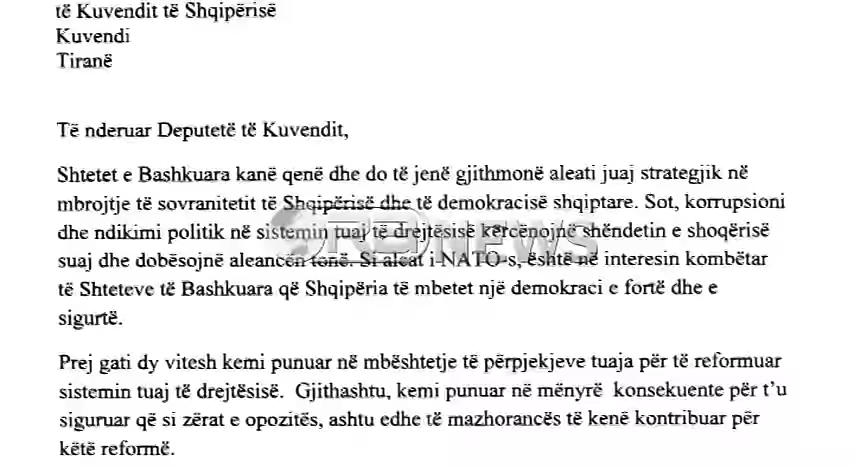 të Kuvendit të Shqipërisë
Kuvendi
Tiranë
Të nderuar Deputetë të Kuvendit,
Shtetet e Bashkuara kanë qenë dhe do të jenë gjithmonë aleati juaj strategjik në
mbrojtje të sovranitetit të Shqipërisë dhe të demokracisë shqiptare. Sot, korrupsioni
dhe ndikimi politik në sistemin tuaj të drejtësisë kërcënojnë shëndetin e shoqërisë
suaj dhe dobësojnë aleancën tonë. Si aleat i NATO-s, është në interesin kombëtar
të Shteteve të Bashkuara që Shqipëria të mbetet një demokraci e fortë dhe e
sigurtë.
Prej gati dy vitesh kemi punuar në mbështetje të përpjekjeve tuaja për të reformuar
sistemin tuaj të drejtësisë. Gjithashtu, kemi punuar në mënyrë konsekuente për t’u
siguruar që si zërat e opozitës, ashtu edhe të mazhorancës të kenë kontribuar për
këtë reformë.
NEWS